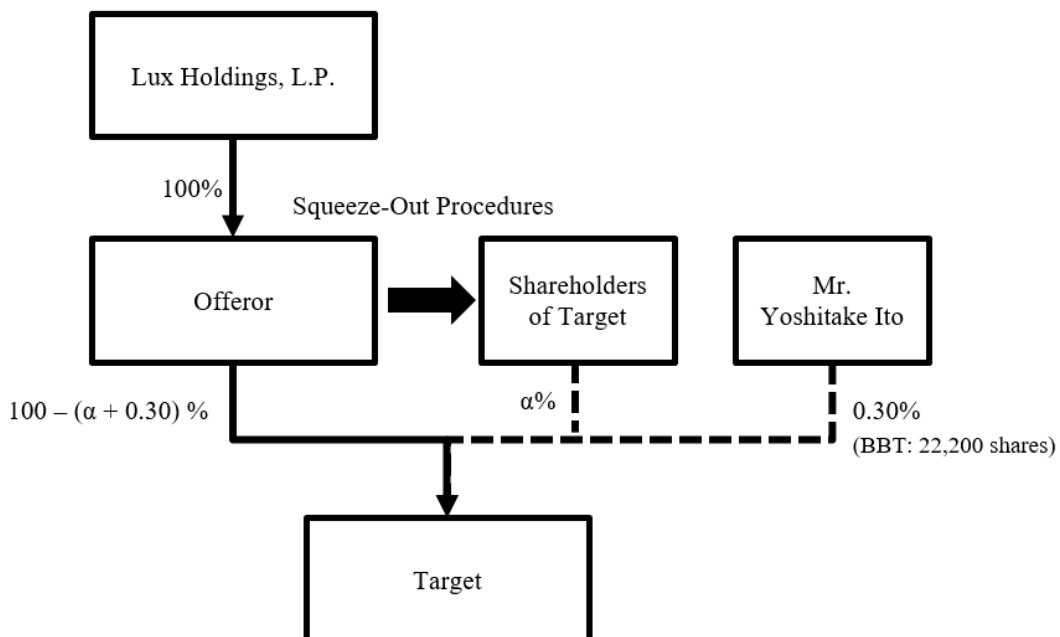 Lux Holdings, L.P.
100%
Squeeze-Out Procedures
Offeror
Shareholders
of Target
Mr.
Yoshitake Ito
100 – (α + 0.30) %
α%
0.30%
(BBT: 22,200 shares)
Target